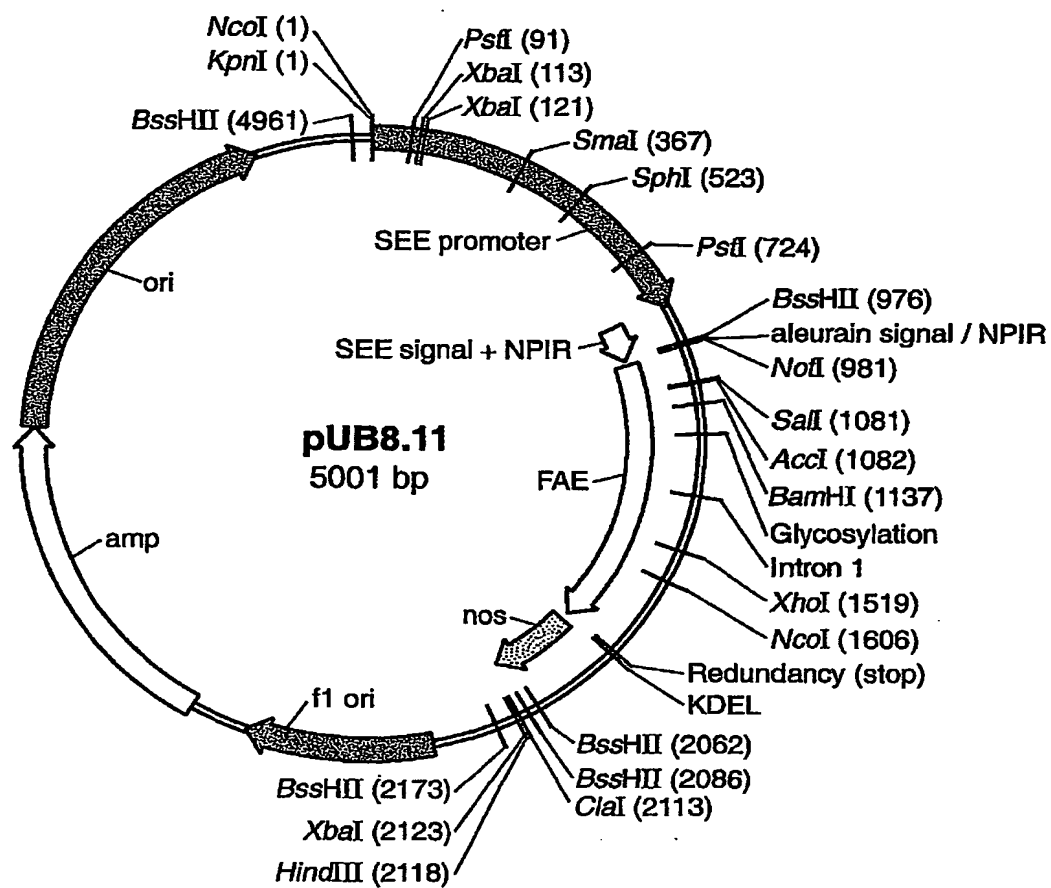 NcoI (1)
KpnI (1)
BssHII (4961)
PstI (91)
XbaI (113)
XbaI (121)
SmaI (367)
SphI (523)
SEE promoter
PstI (724)
ori
BssHII (976)
aleurain signal / NPIR
NotI (981)
SEE signal + NPIR
SalI (1081)
AccI (1082)
BamHI (1137)
Glycosylation
Intron 1
XhoI (1519)
NcoI (1606)
Redundancy (stop)
KDEL
pUB8.11
5001 bp
FAE
amp
nos
f1 ori
BssHII (2062)
BssHII (2086)
ClaI (2113)
BssHII (2173)
XbaI (2123)
HindIII (2118)